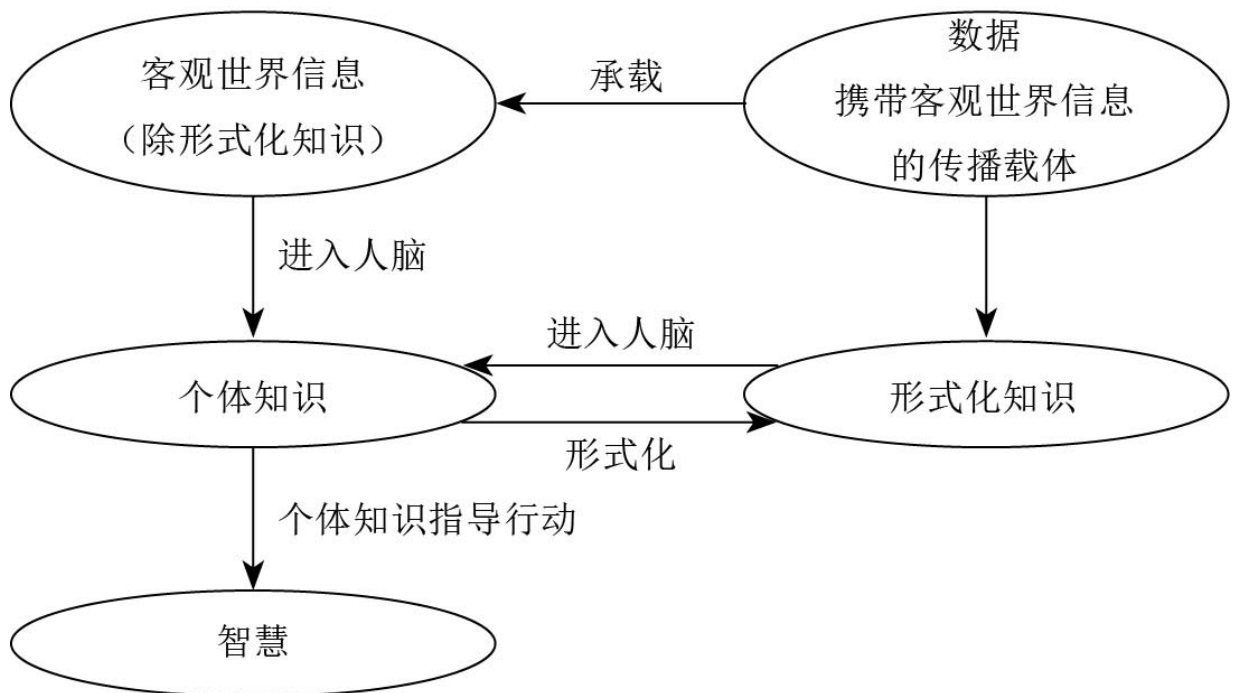 客观世界信息
（除形式化知识）
承载
数据
携带客观世界信息
的传播载体
进入人脑
进入人脑
个体知识
形式化知识
形式化
个体知识指导行动
智慧